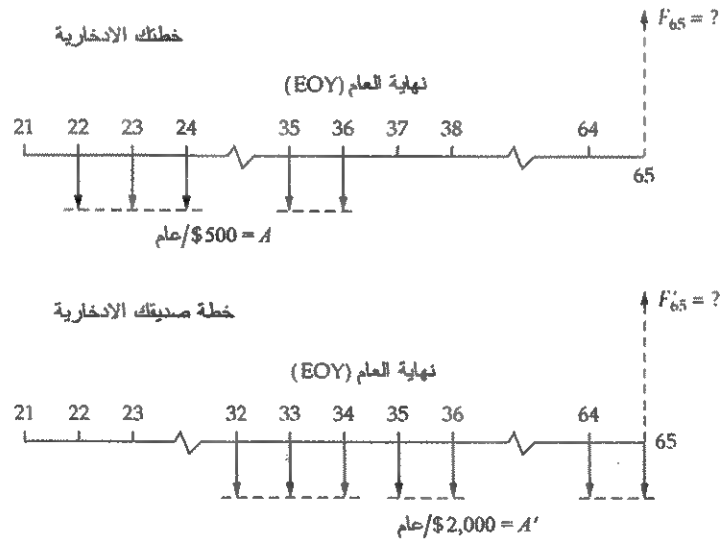 خطتك الادخارية
F65 = ?
نهاية العام (EOY)
21 22 23 24 35 36 37 38 64
65
A = $500/عام
خطة صديقك الادخارية
F'65 = ?
نهاية العام (EOY)
21 22 23 32 33 34 35 36 64
65
A' = $2,000/عام